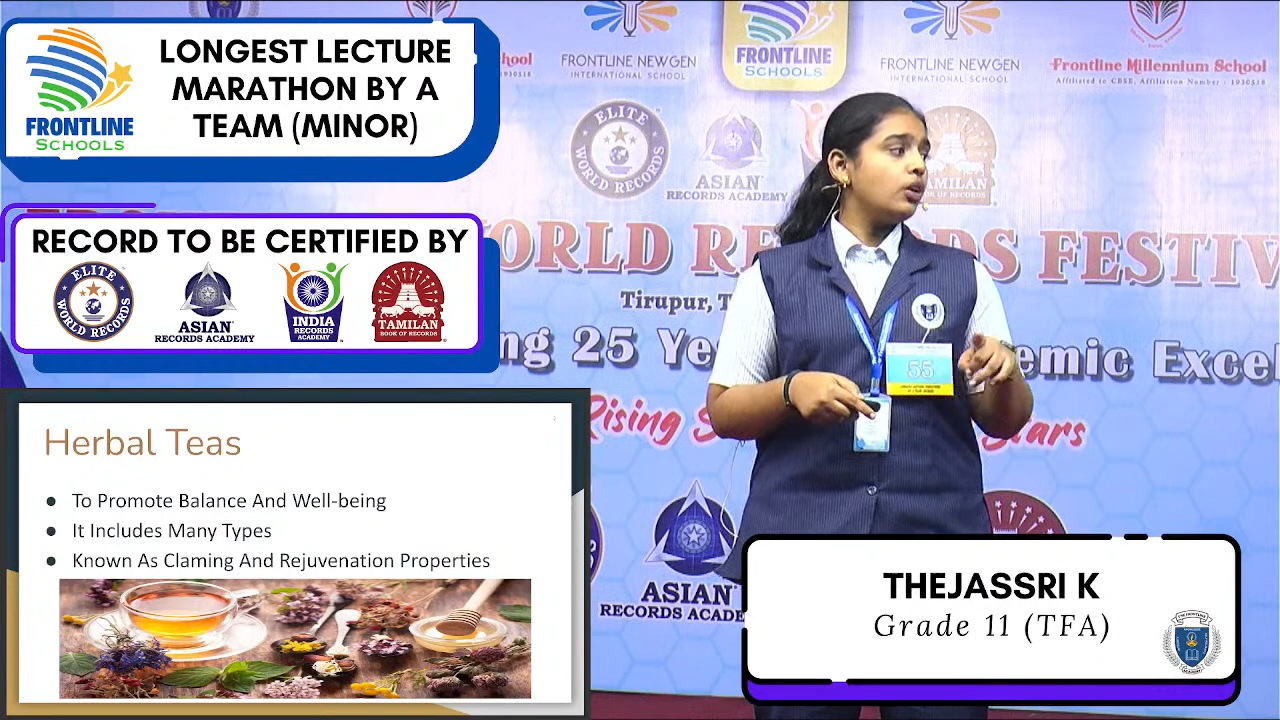 LONGEST LECTURE
MARATHON BY A
TEAM (MINOR)
FRONTLINE
SCHOOLS
RECORD TO BE CERTIFIED BY
ELITE
WORLD RECORDS
ASIAN
RECORDS ACADEMY
INDIA
RECORDS
ACADEMY
TAMILAN
BOOK OF RECORDS
Herbal Teas
● To Promote Balance And Well-being
● It Includes Many Types
● Known As Claming And Rejuvenation Properties
FRONTLINE NEWGEN
INTERNATIONAL SCHOOL
FRONTLINE
SCHOOLS
FRONTLINE NEWGEN
INTERNATIONAL SCHOOL
Frontline Millennium School
Affiliated to CBSE, Affiliation Number - 1930518
ELITE
WORLD RECORDS
ASIAN
RECORDS ACADEMY
TAMILAN
BOOK OF RECORDS
ORLD RE DS FESTIV
Tirupur, T
ng 25 Ye emic Excel
Rising S tars
55
ASIAN
RECORDS ACADE
THEJASSRI K
Grade 11 (TFA)